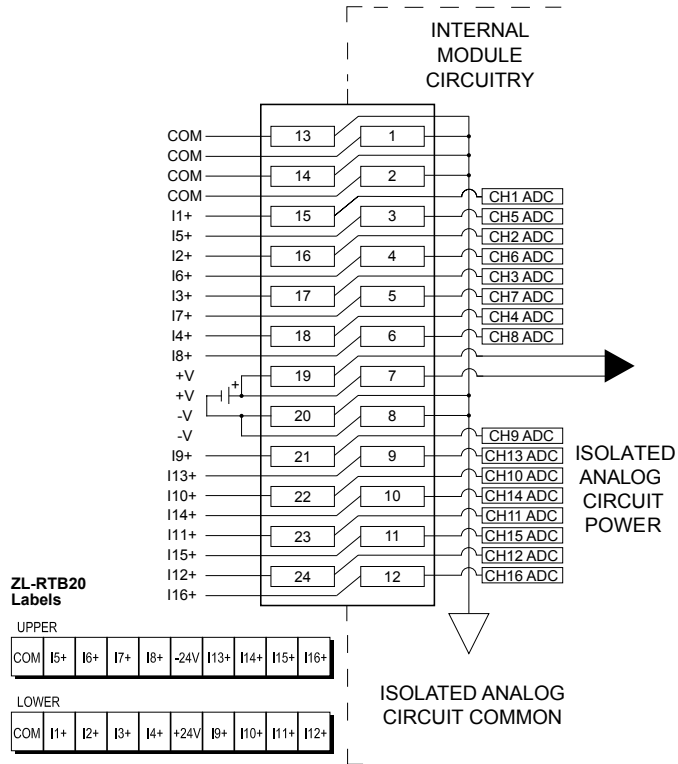 INTERNAL
MODULE
CIRCUITRY
COM
13
1
COM
COM
14
2
COM
CH1 ADC
I1+
15
3
CH5 ADC
I5+
CH2 ADC
I2+
16
4
CH6 ADC
I6+
CH3 ADC
I3+
17
5
CH7 ADC
I7+
CH4 ADC
I4+
18
6
CH8 ADC
I8+
+V
19
7
+
+V
-V
20
8
-V
CH9 ADC
I9+
21
9
CH13 ADC
I13+
CH10 ADC
I10+
22
10
CH14 ADC
I14+
CH11 ADC
I11+
23
11
CH15 ADC
I15+
CH12 ADC
I12+
24
12
CH16 ADC
I16+
ISOLATED
ANALOG
CIRCUIT
POWER
ZL-RTB20
Labels
UPPER
COM I5+ I6+ I7+ I8+ -24V I13+ I14+ I15+ I16+
LOWER
COM I1+ I2+ I3+ I4+ +24V I9+ I10+ I11+ I12+
ISOLATED ANALOG
CIRCUIT COMMON